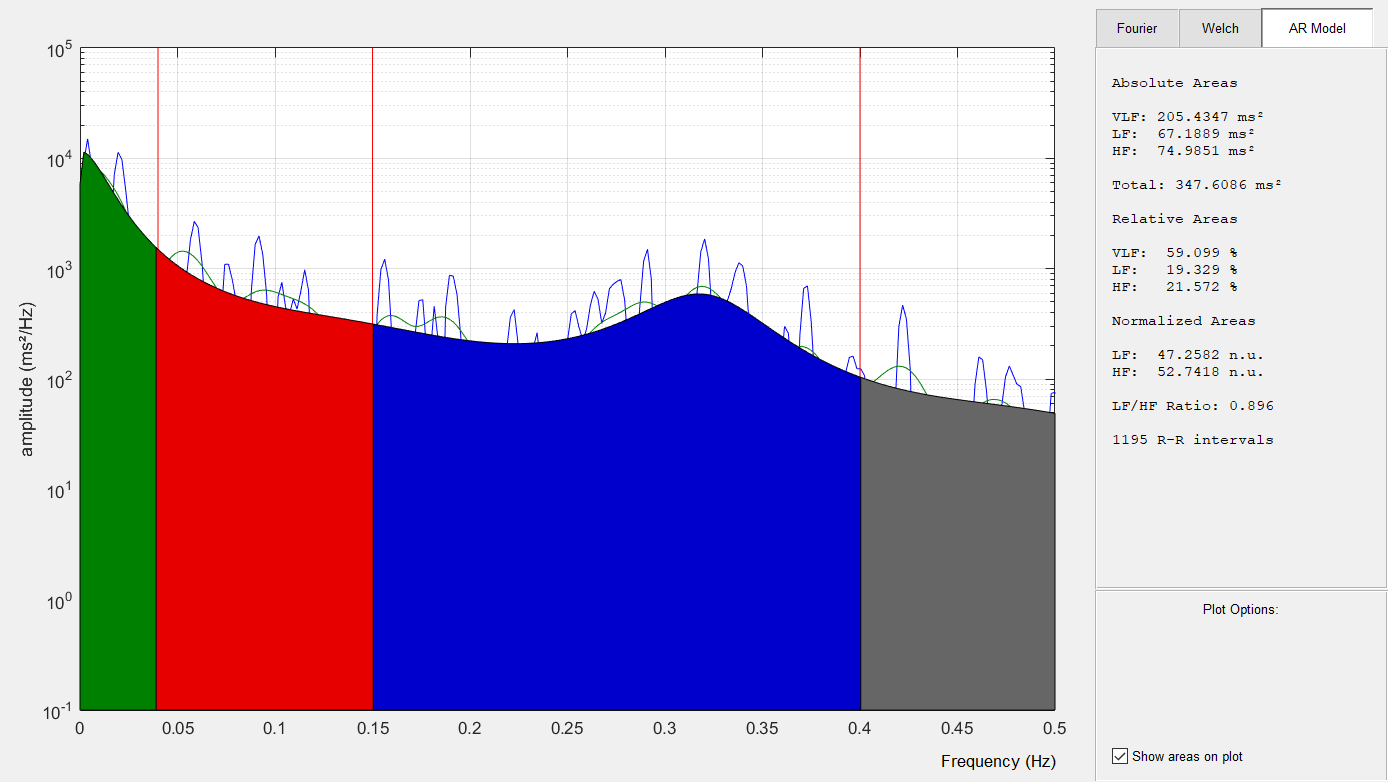 Fourier
Welch
AR Model
10⁵
10⁴
10³
10²
10¹
10⁰
10⁻¹
amplitude (ms²/Hz)
0
0.05
0.1
0.15
0.2
0.25
0.3
0.35
0.4
0.45
0.5
Frequency (Hz)
Absolute Areas
VLF: 205.4347 ms²
LF: 67.1889 ms²
HF: 74.9851 ms²
Total: 347.6086 ms²
Relative Areas
VLF: 59.099 %
LF: 19.329 %
HF: 21.572 %
Normalized Areas
LF: 47.2582 n.u.
HF: 52.7418 n.u.
LF/HF Ratio: 0.896
1195 R-R intervals
Plot Options:
Show areas on plot